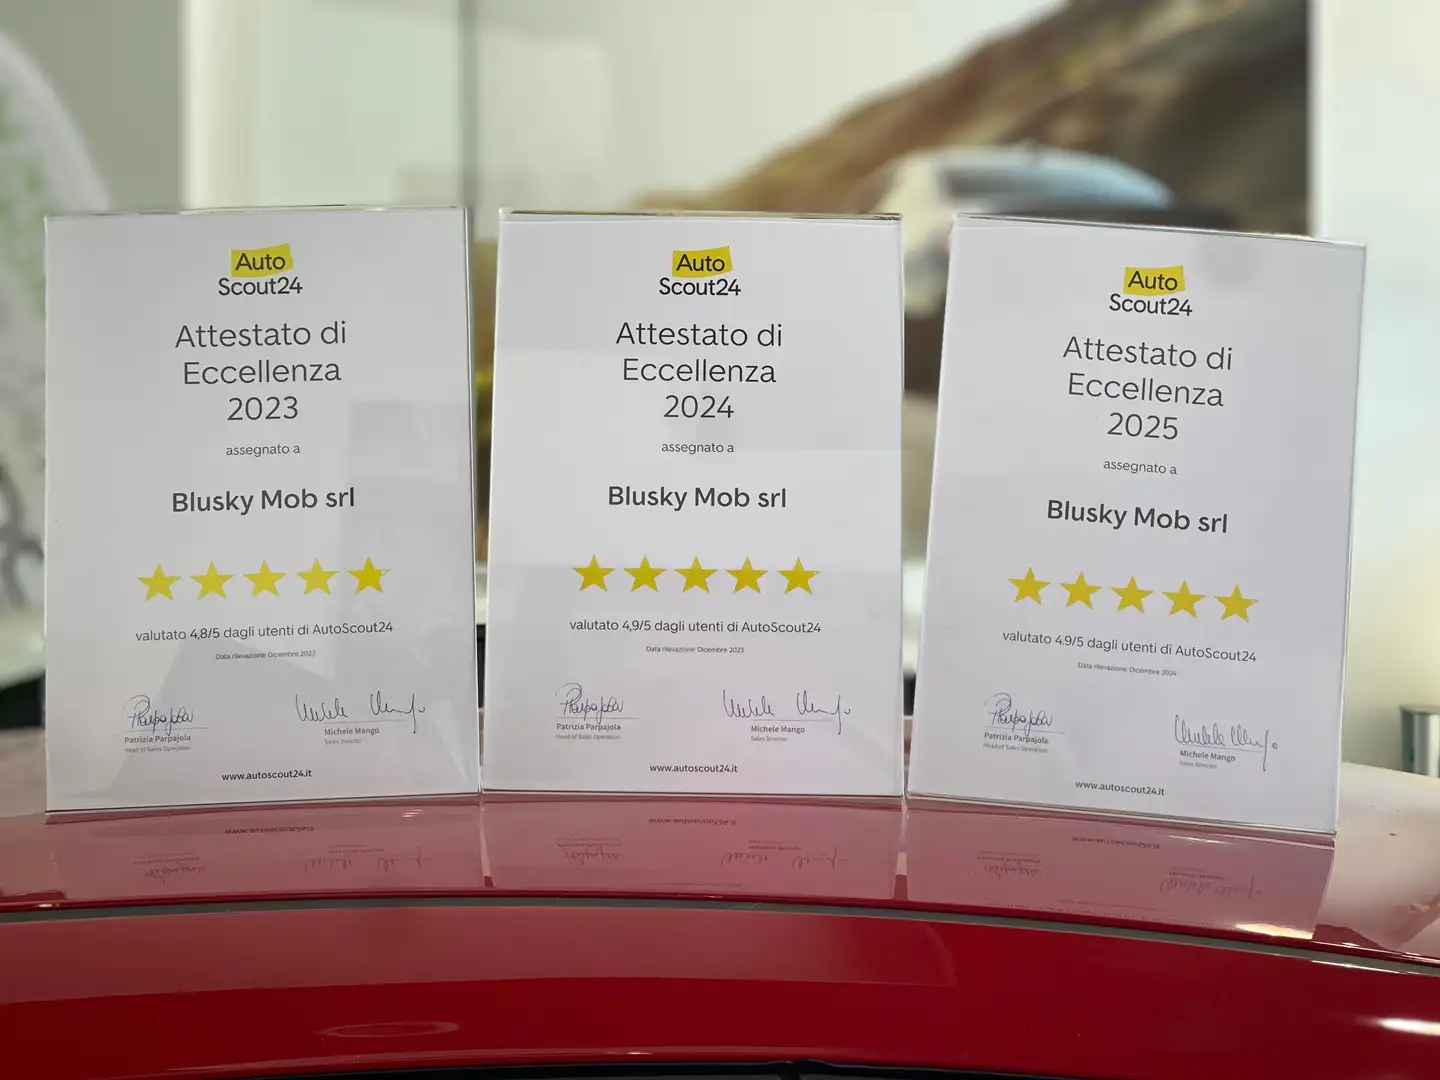 Auto
Scout24
Attestato di
Eccellenza
2023
assegnato a
Blusky Mob srl
valutato 4,8/5 dagli utenti di AutoScout24
Data rilevazione: Dicembre 2022
Patrizia Parpajola
Head of Sales Operation
Michele Mango
Sales Director
www.autoscout24.it
Auto
Scout24
Attestato di
Eccellenza
2024
assegnato a
Blusky Mob srl
valutato 4,9/5 dagli utenti di AutoScout24
Data rilevazione: Dicembre 2023
Patrizia Parpajola
Head of Sales Operation
Michele Mango
Sales Director
www.autoscout24.it
Auto
Scout24
Attestato di
Eccellenza
2025
assegnato a
Blusky Mob srl
valutato 4.9/5 dagli utenti di AutoScout24
Data rilevazione: Dicembre 2024
Patrizia Parpajola
Head of Sales Operation
Michele Mango
Sales Director
www.autoscout24.it